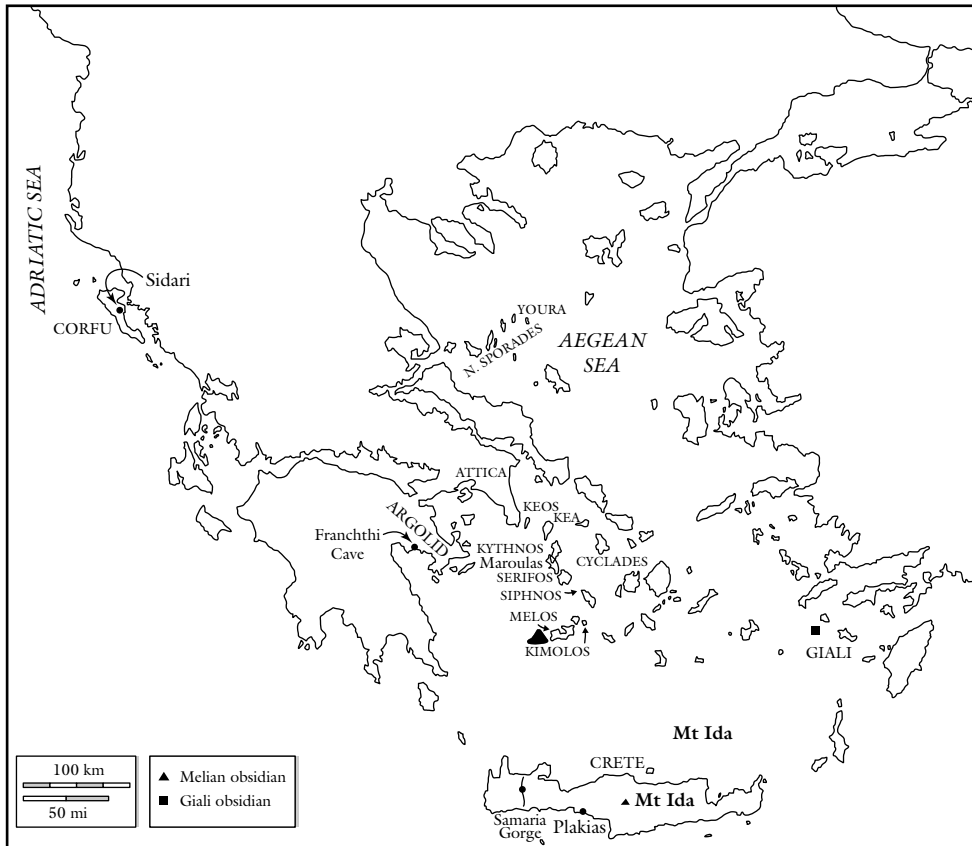 ADRIATIC SEA
Sidari
CORFU
YOURA
N. SPORADES
AEGEAN
SEA
ATTICA
KEOS
KEA
ARGOLID
Franchthi
Cave
KYTHNOS
Maroulas
CYCLADES
SERIFOS
SIPHNOS
MELOS
KIMOLOS
GIALI
Mt Ida
CRETE
Mt Ida
Samaria
Gorge
Plakias
100 km
50 mi
Melian obsidian
Giali obsidian